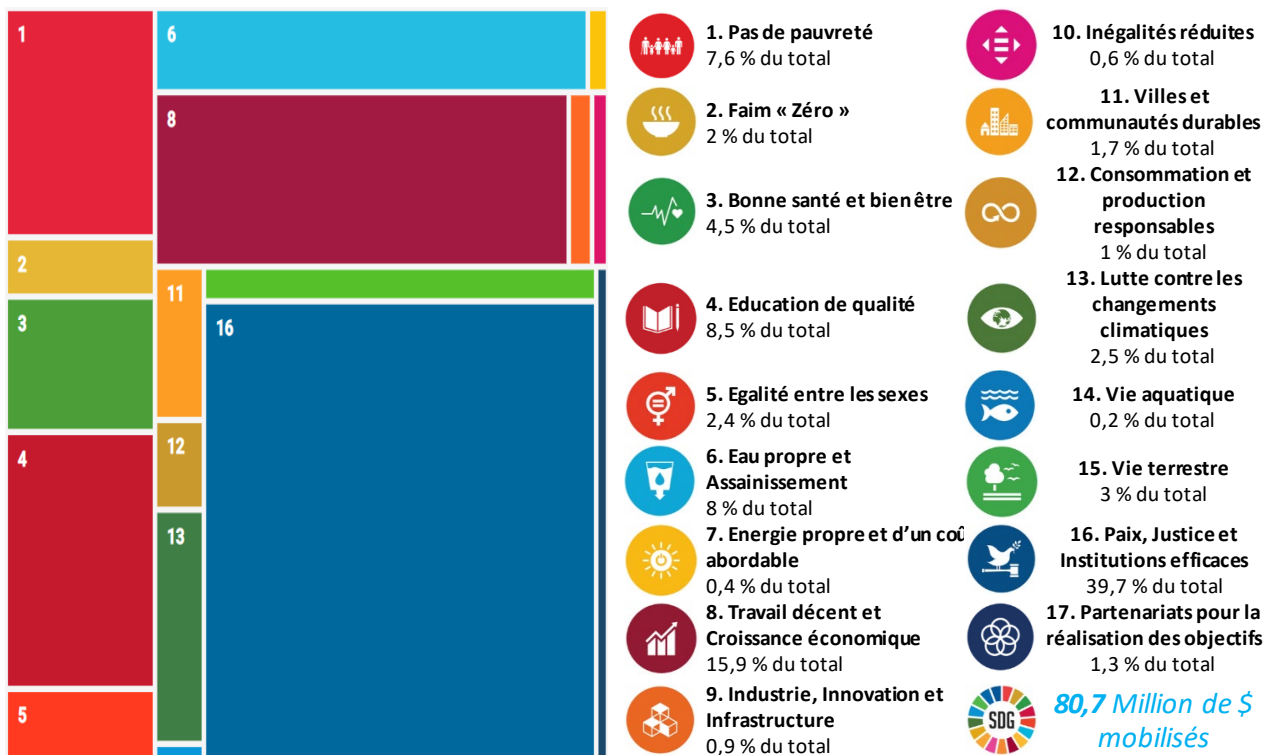 1
6
8
2
3
11
16
4
12
13
5
1. Pas de pauvreté
7,6 % du total
2. Faim « Zéro »
2 % du total
3. Bonne santé et bien être
4,5 % du total
4. Education de qualité
8,5 % du total
5. Egalité entre les sexes
2,4 % du total
6. Eau propre et
Assainissement
8 % du total
7. Energie propre et d’un coû
abordable
0,4 % du total
8. Travail décent et
Croissance économique
15,9 % du total
9. Industrie, Innovation et
Infrastructure
0,9 % du total
10. Inégalités réduites
0,6 % du total
11. Villes et
communautés durables
1,7 % du total
12. Consommation et
production
responsables
1 % du total
13. Lutte contre les
changements
climatiques
2,5 % du total
14. Vie aquatique
0,2 % du total
15. Vie terrestre
3 % du total
16. Paix, Justice et
Institutions efficaces
39,7 % du total
17. Partenariats pour la
réalisation des objectifs
1,3 % du total
SDG
80,7 Million de $
mobilisés